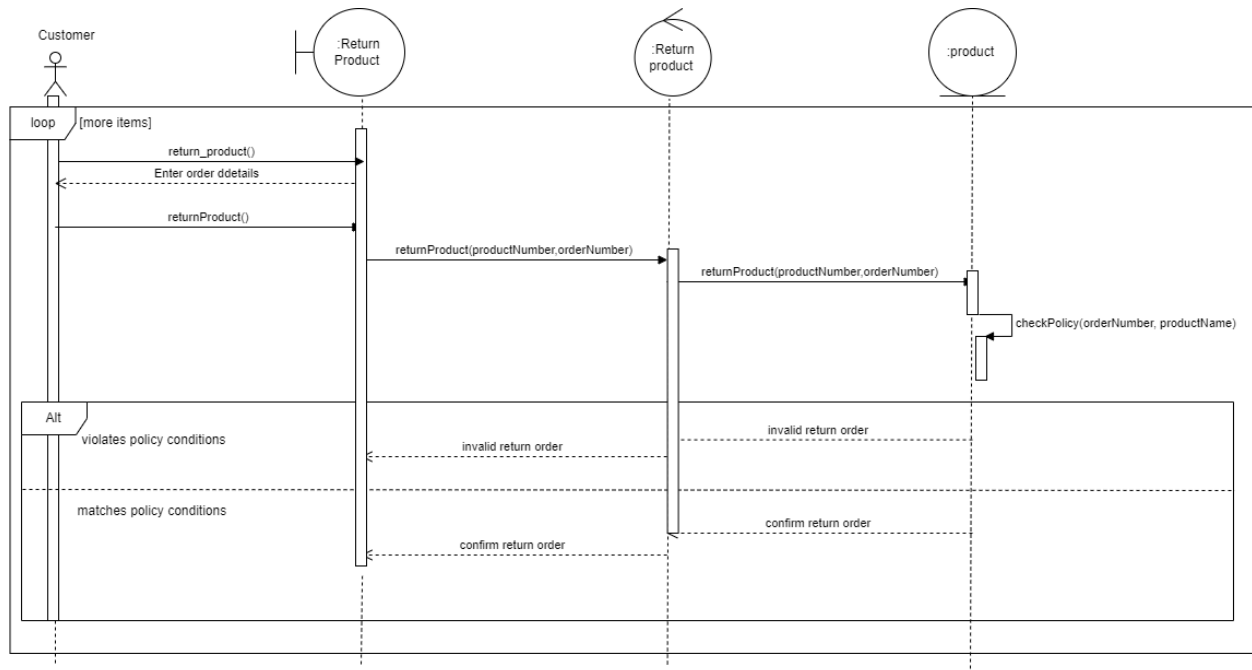 Customer
:Return
Product
:Return
product
:product
loop
[more items]
return_product()
Enter order ddetails
returnProduct()
returnProduct(productNumber,orderNumber)
returnProduct(productNumber,orderNumber)
checkPolicy(orderNumber, productName)
Alt
violates policy conditions
invalid return order
invalid return order
matches policy conditions
confirm return order
confirm return order